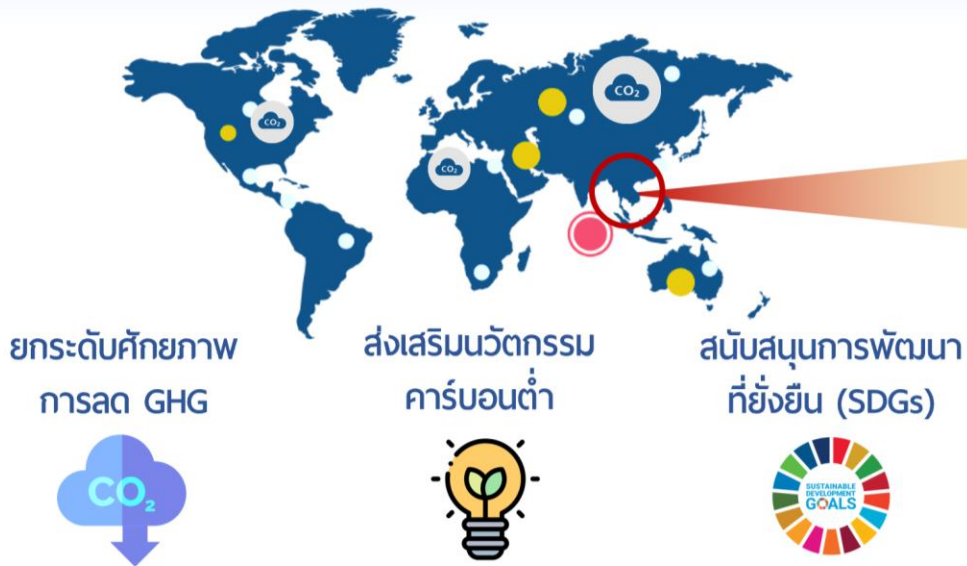 CO₂
CO₂
CO₂
ยกระดับศักยภาพ
การลด GHG
ส่งเสริมนวัตกรรม
คาร์บอนต่ำ
สนับสนุนการพัฒนา
ที่ยั่งยืน (SDGs)
CO₂
SUSTAINABLE
DEVELOPMENT
GOALS